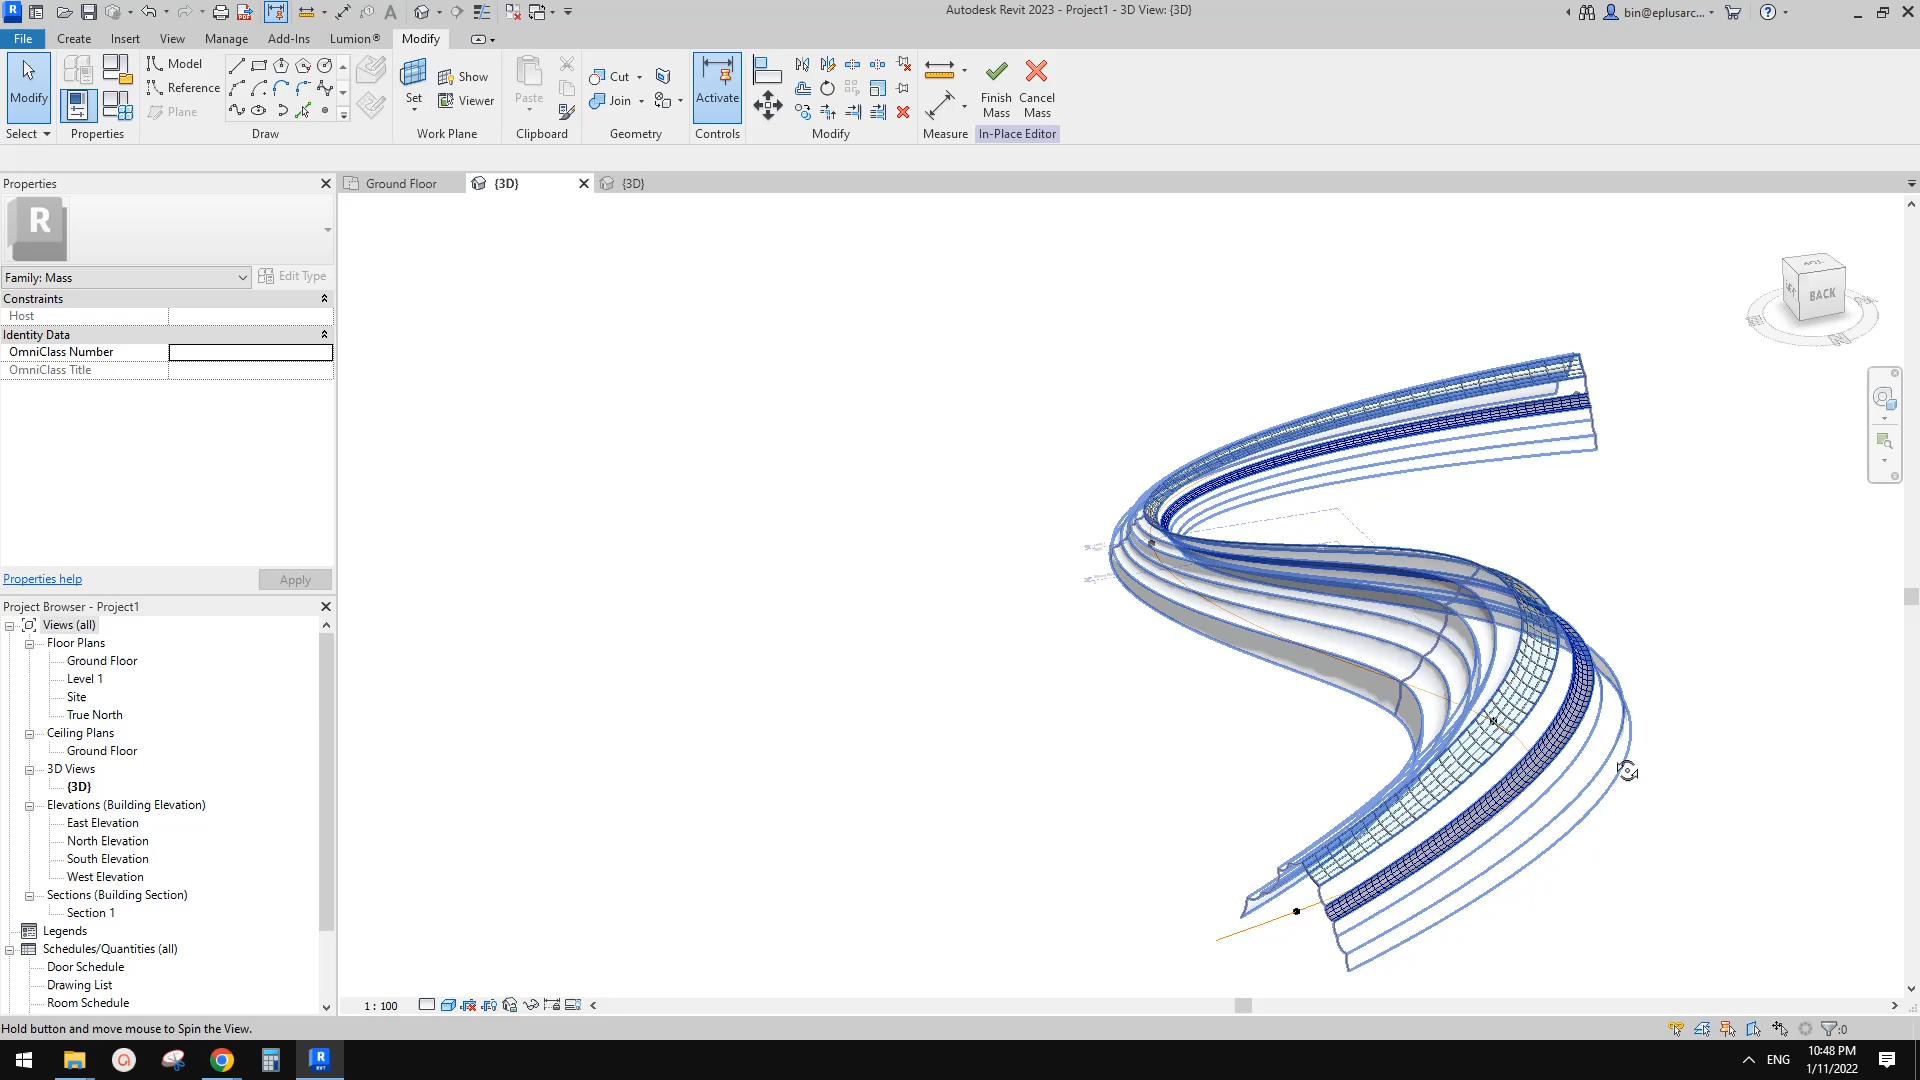 Autodesk Revit 2023 - Project1 - 3D View: {3D}
bin@eplusarc...
File
Create
Insert
View
Manage
Add-Ins
Lumion®
Modify
Modify
Model
Reference
Plane
Set
Show
Viewer
Paste
Cut
Join
Activate
Finish
Mass
Cancel
Mass
Select
Properties
Draw
Work Plane
Clipboard
Geometry
Controls
Modify
Measure
In-Place Editor
Properties
Ground Floor
{3D}
{3D}
R
Family: Mass
Edit Type
Constraints
Host
Identity Data
OmniClass Number
OmniClass Title
BACK
Properties help
Apply
Project Browser - Project1
Views (all)
Floor Plans
Ground Floor
Level 1
Site
True North
Ceiling Plans
Ground Floor
3D Views
{3D}
Elevations (Building Elevation)
East Elevation
North Elevation
South Elevation
West Elevation
Sections (Building Section)
Section 1
Legends
Schedules/Quantities (all)
Door Schedule
Drawing List
Room Schedule
1 : 100
Hold button and move mouse to Spin the View.
:0
ENG
10:48 PM
1/11/2022